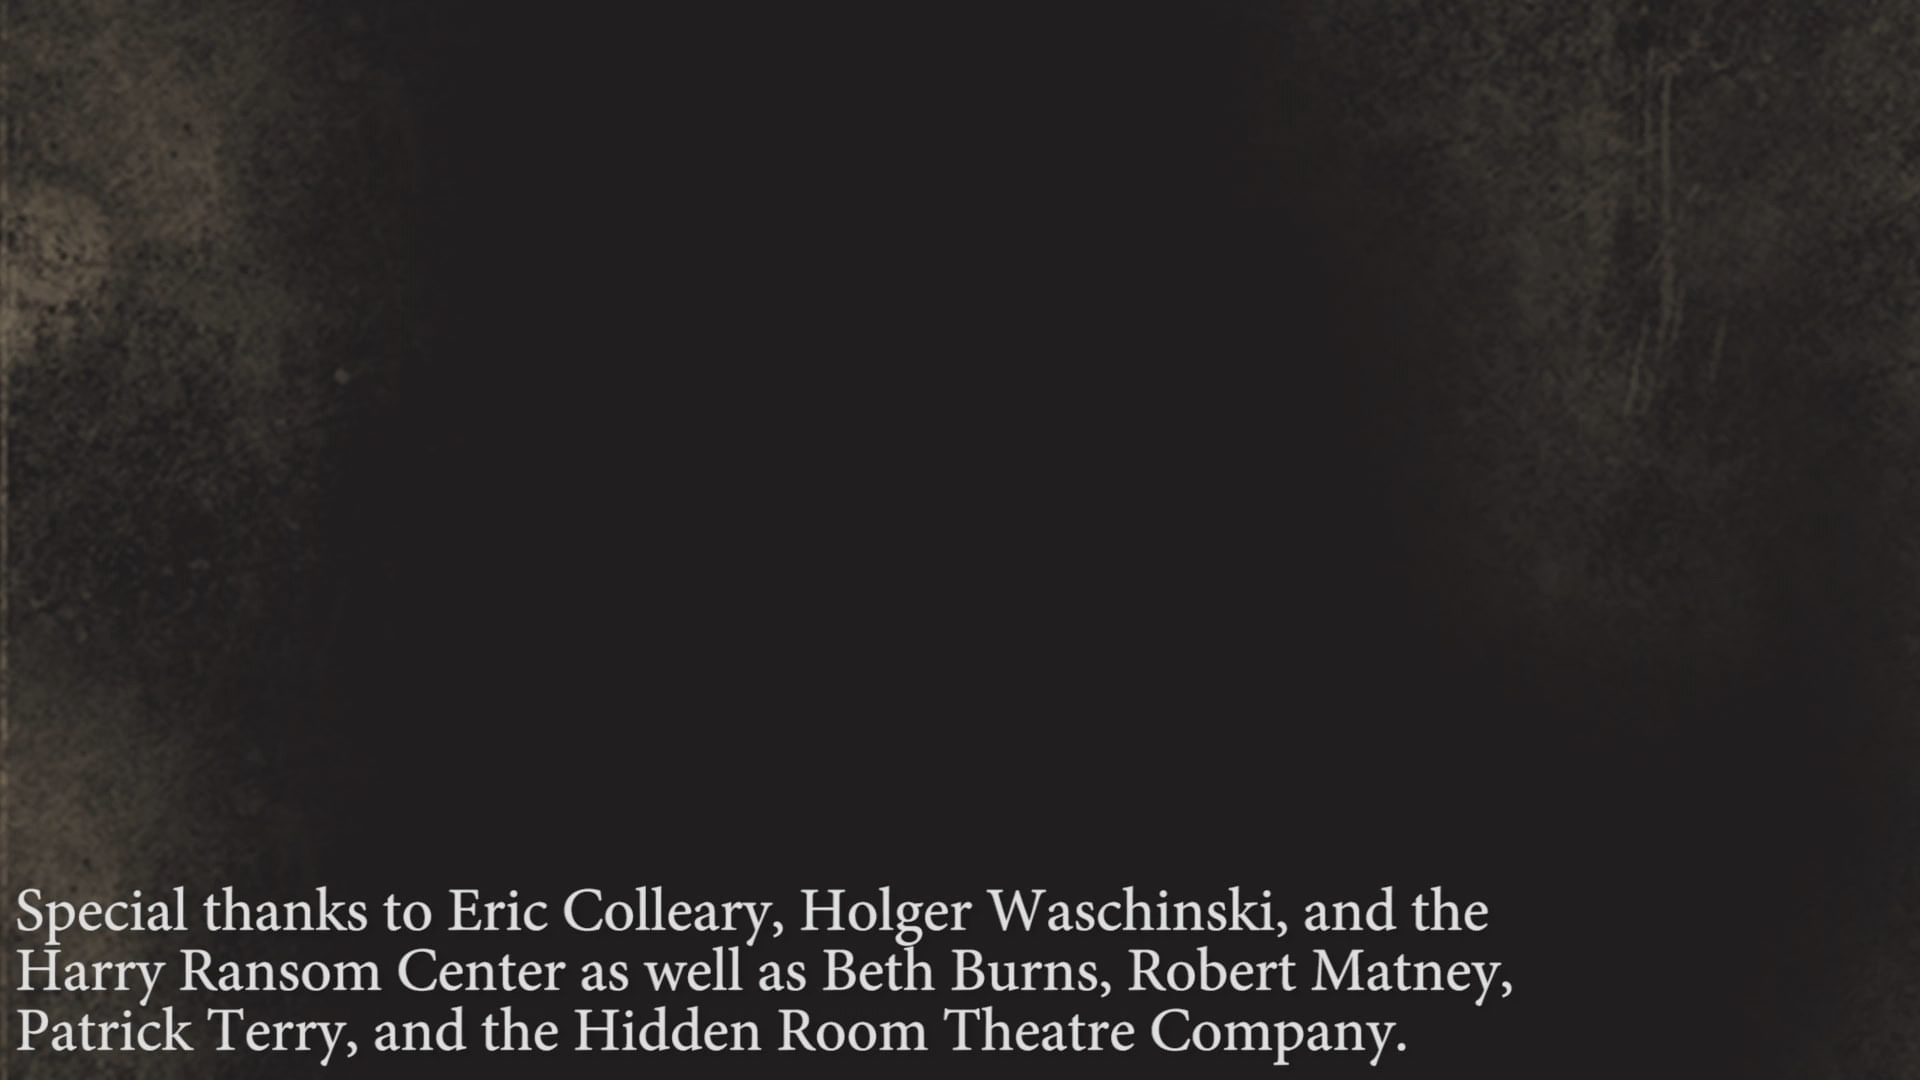 Special thanks to Eric Colleary, Holger Waschinski, and the
Harry Ransom Center as well as Beth Burns, Robert Matney,
Patrick Terry, and the Hidden Room Theatre Company.